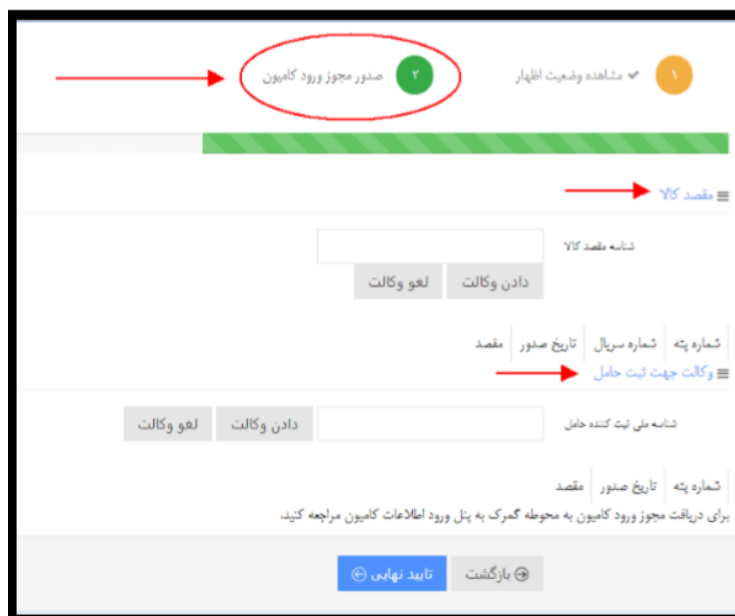 ۱ ✔ مشاهده وضعیت اظهار ۲ صدور مجوز ورود کامیون
مقصد کالا
شناسه مقصد کالا
دادن وکالت لغو وکالت
شماره پته شماره سریال تاریخ صدور مقصد
وکالت جهت ثبت حامل
شناسه ملی ثبت کننده حامل دادن وکالت لغو وکالت
شماره پته تاریخ صدور مقصد
برای دریافت مجوز ورود کامیون به محوطه گمرک به پنل ورود اطلاعات کامیون مراجعه کنید.
بازگشت تایید نهایی